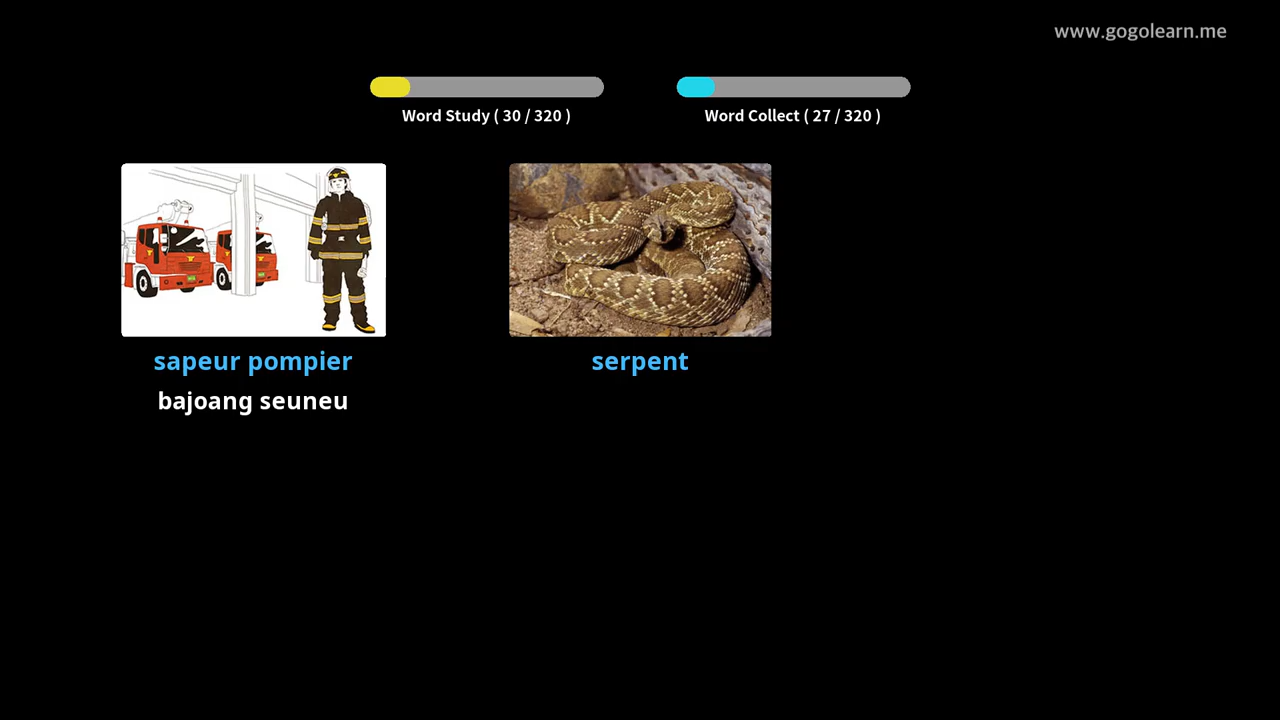 www.gogolearn.me
Word Study ( 30 / 320 )
Word Collect ( 27 / 320 )
sapeur pompier
bajoang seuneu
serpent